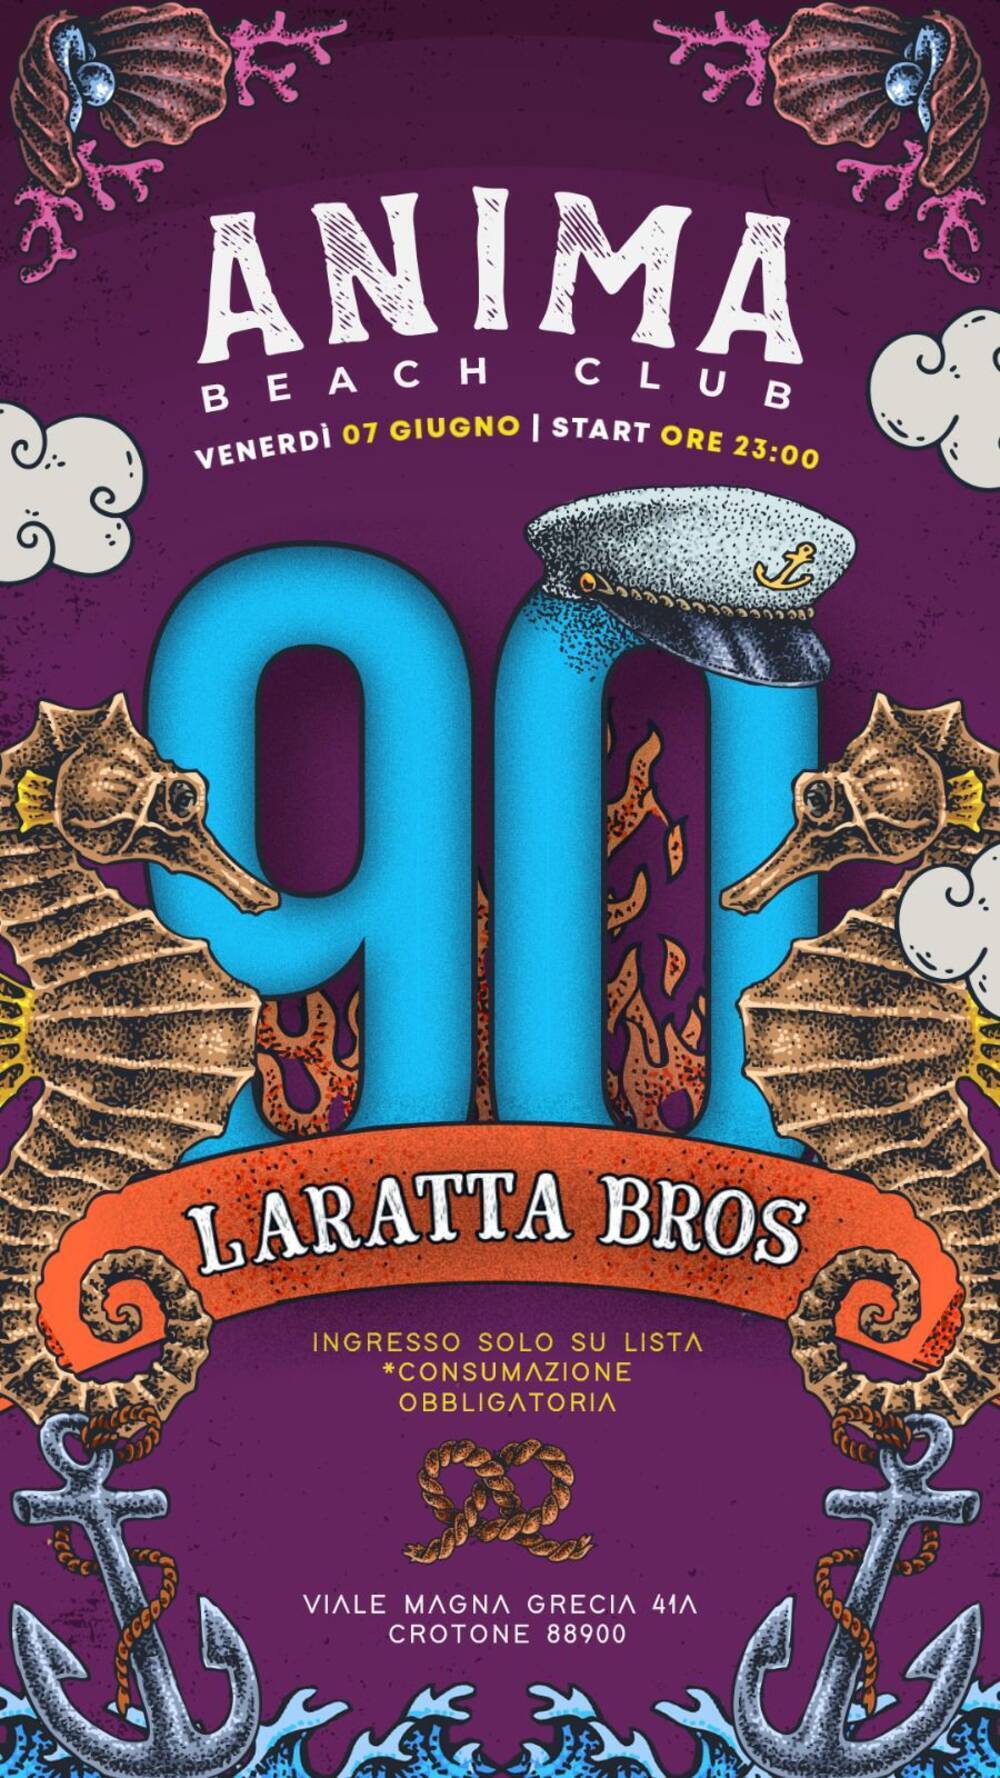 ANIMA
BEACH CLUB
VENERDÌ 07 GIUGNO | START ORE 23:00
90
LARATTA BROS
INGRESSO SOLO SU LISTA
*CONSUMAZIONE
OBBLIGATORIA
VIALE MAGNA GRECIA 41A
CROTONE 88900